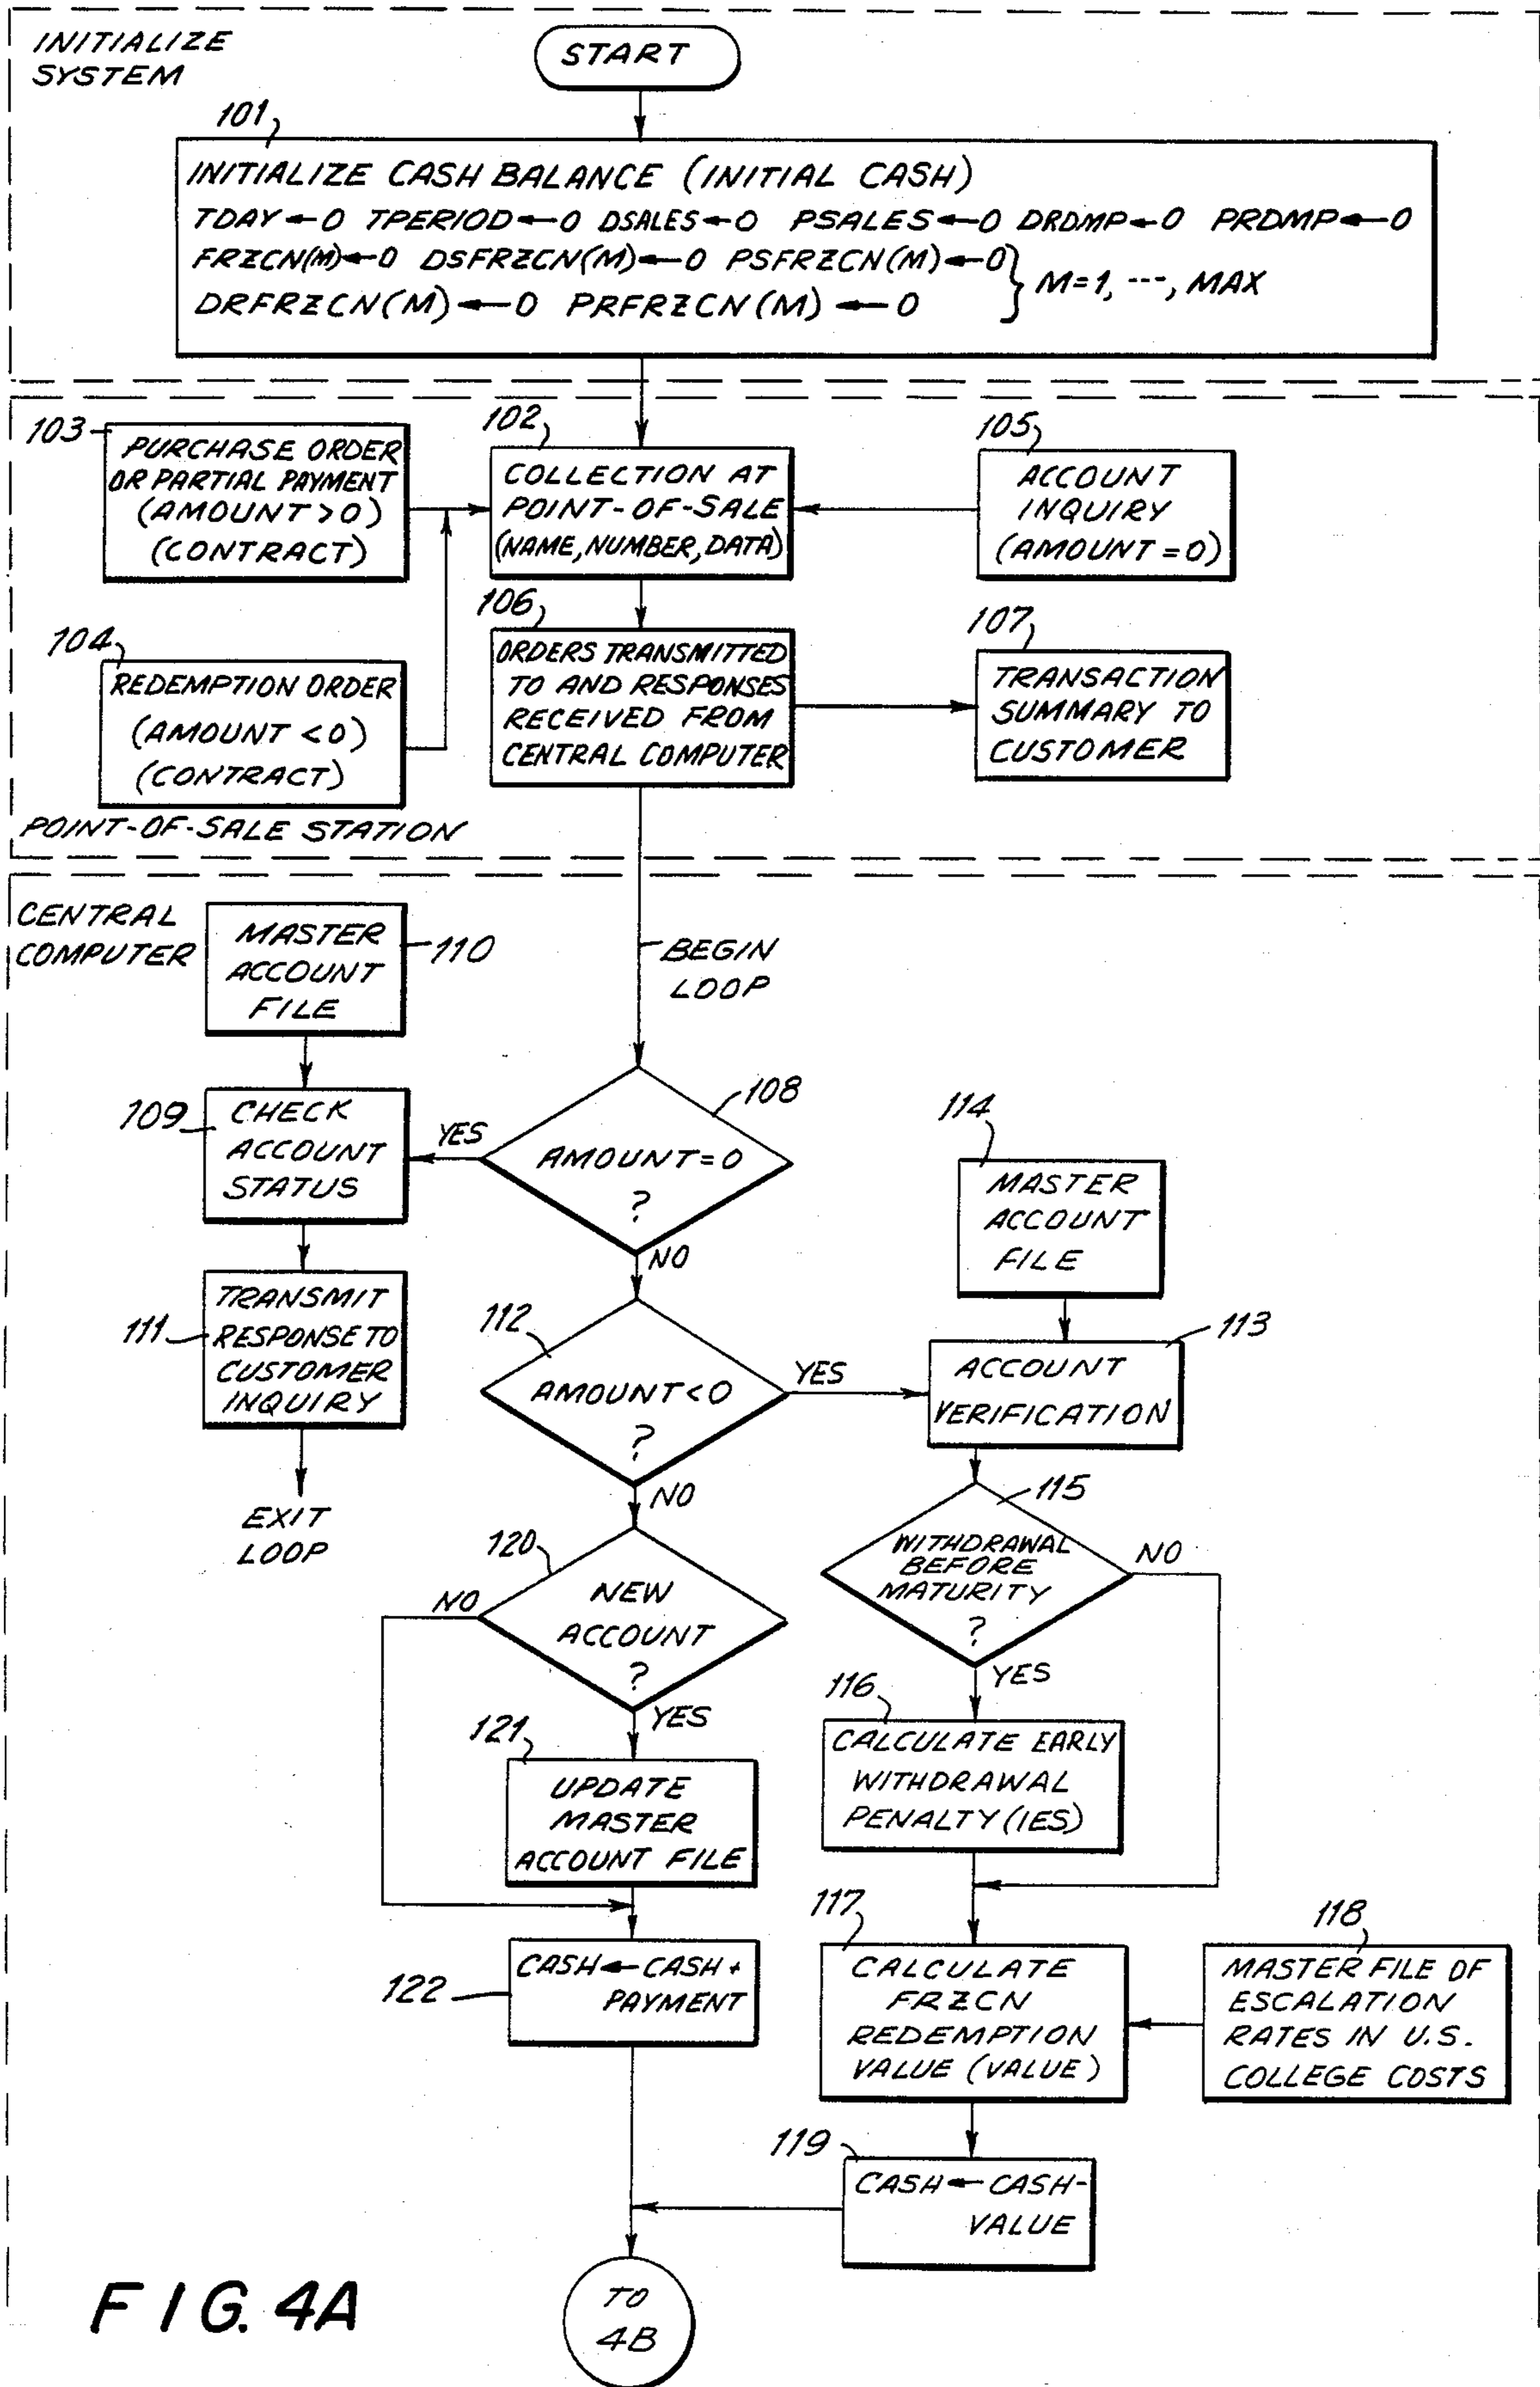 INITIALIZE
SYSTEM
START
101
INITIALIZE CASH BALANCE (INITIAL CASH)
TDAY←0 TPERIOD←0 DSALES←0 PSALES←0 DRDMP←0 PRDMP←0
FRZCN(M)←0 DSFRZCN(M)←0 PSFRZCN(M)←0
DRFRZCN(M)←0 PRFRZCN(M)←0
} M=1, ---, MAX
103
PURCHASE ORDER
OR PARTIAL PAYMENT
(AMOUNT>0)
(CONTRACT)
102
COLLECTION AT
POINT-OF-SALE
(NAME, NUMBER, DATA)
105
ACCOUNT
INQUIRY
(AMOUNT=0)
104
REDEMPTION ORDER
(AMOUNT<0)
(CONTRACT)
106
ORDERS TRANSMITTED
TO AND RESPONSES
RECEIVED FROM
CENTRAL COMPUTER
107
TRANSACTION
SUMMARY TO
CUSTOMER
POINT-OF-SALE STATION
CENTRAL
COMPUTER
MASTER
ACCOUNT
FILE
110
BEGIN
LOOP
109
CHECK
ACCOUNT
STATUS
YES
108
AMOUNT=0
?
NO
114
MASTER
ACCOUNT
FILE
111
TRANSMIT
RESPONSE TO
CUSTOMER
INQUIRY
EXIT
LOOP
112
AMOUNT<0
?
YES
NO
113
ACCOUNT
VERIFICATION
115
WITHDRAWAL
BEFORE
MATURITY
?
NO
YES
120
NEW
ACCOUNT
?
NO
YES
116
CALCULATE EARLY
WITHDRAWAL
PENALTY(IES)
121
UPDATE
MASTER
ACCOUNT FILE
122
CASH←CASH+
PAYMENT
117
CALCULATE
FRZCN
REDEMPTION
VALUE (VALUE)
118
MASTER FILE OF
ESCALATION
RATES IN U.S.
COLLEGE COSTS
119
CASH←CASH-
VALUE
TO
4B
FIG. 4A